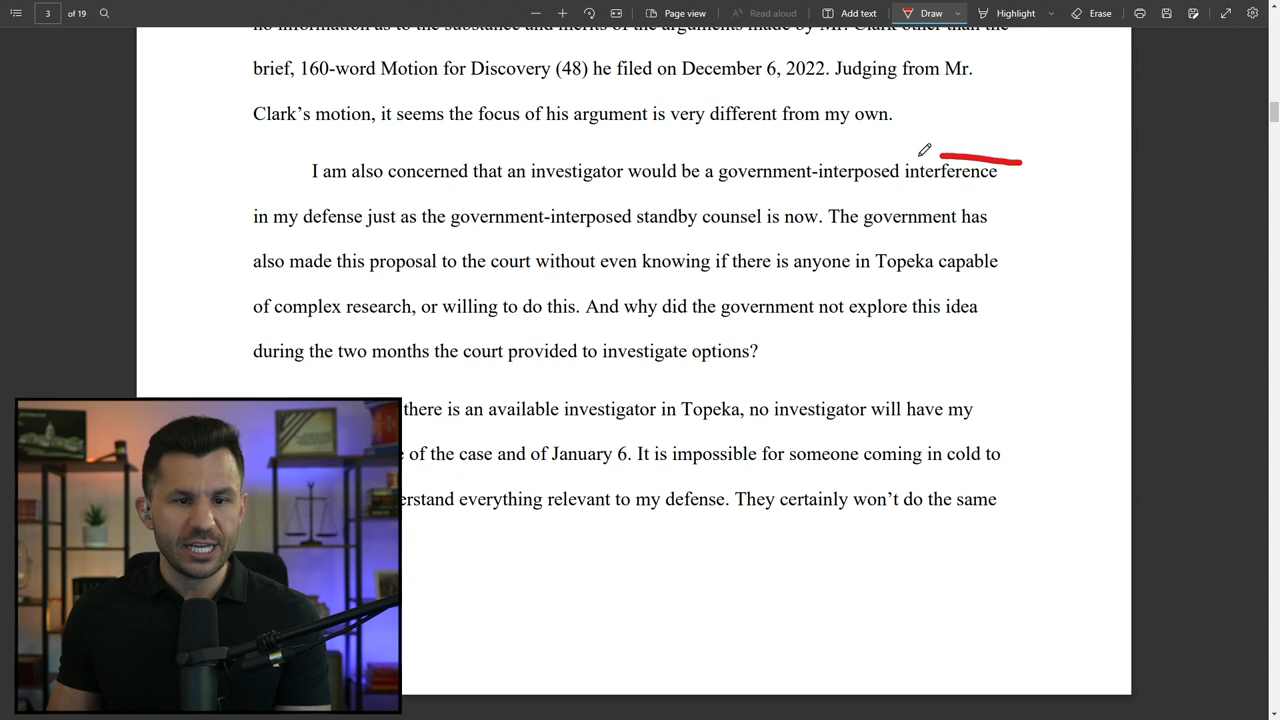 3 of 19 Page view Read aloud Add text Draw Highlight Erase
brief, 160-word Motion for Discovery (48) he filed on December 6, 2022. Judging from Mr.
Clark’s motion, it seems the focus of his argument is very different from my own.
I am also concerned that an investigator would be a government-interposed interference
in my defense just as the government-interposed standby counsel is now. The government has
also made this proposal to the court without even knowing if there is anyone in Topeka capable
of complex research, or willing to do this. And why did the government not explore this idea
during the two months the court provided to investigate options?
there is an available investigator in Topeka, no investigator will have my
of the case and of January 6. It is impossible for someone coming in cold to
erstand everything relevant to my defense. They certainly won’t do the same